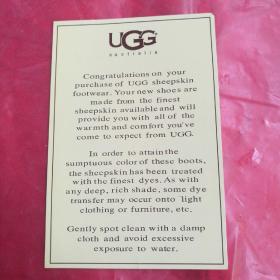 UGG
australia
Congratulations on your
purchase of UGG sheepskin
footwear. Your new shoes are
made from the finest
sheepskin available and will
provide you with all of the
warmth and comfort you've
come to expect from UGG.
In order to attain the
sumptuous color of these boots,
the sheepskin has been treated
with the finest dyes. As with
any deep, rich shade, some dye
transfer may occur onto light
clothing or furniture, etc.
Gently spot clean with a damp
cloth and avoid excessive
exposure to water.